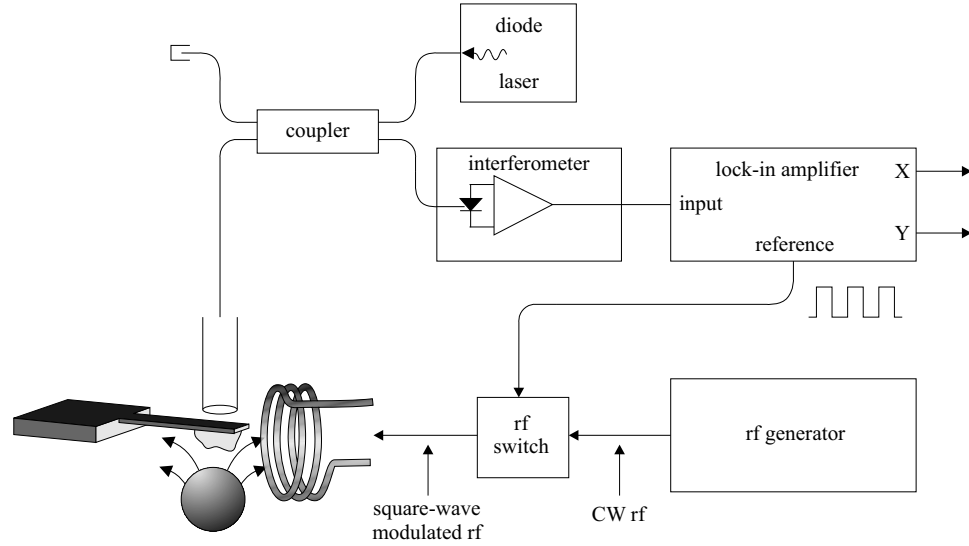 diode
laser
coupler
interferometer
lock-in amplifier
X
input
Y
reference
rf
switch
rf generator
square-wave
modulated rf
CW rf